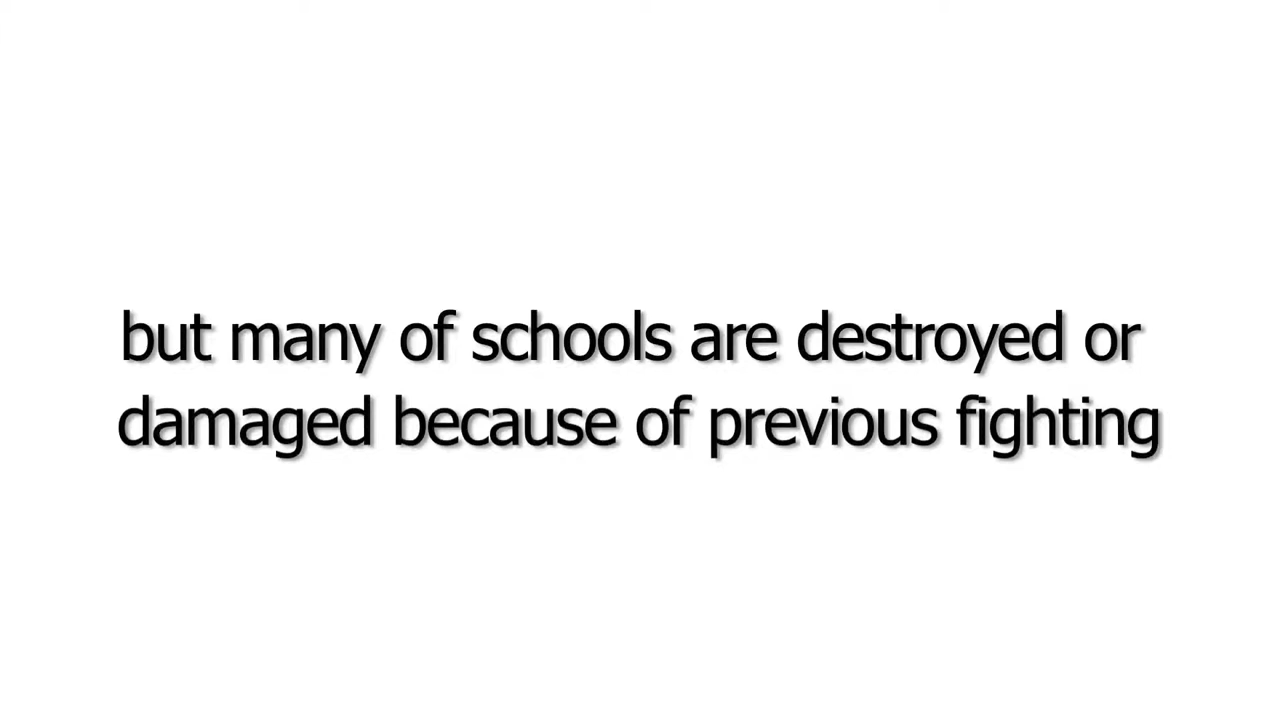 but many of schools are destroyed or
damaged because of previous fighting